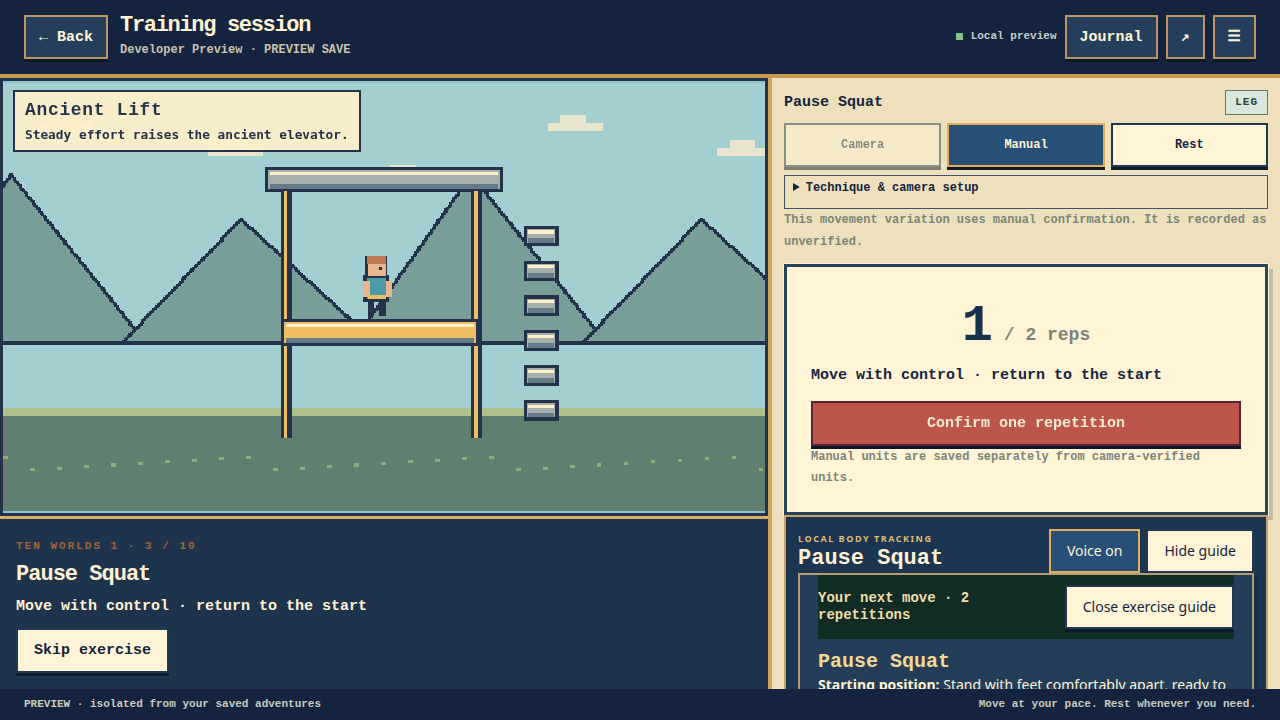 ← Back
Training session
Developer Preview · PREVIEW SAVE
Local preview
Journal
↗
☰
Ancient Lift
Steady effort raises the ancient elevator.
TEN WORLDS 1 · 3 / 10
Pause Squat
Move with control · return to the start
Skip exercise
Pause Squat
LEG
Camera
Manual
Rest
▶ Technique & camera setup
This movement variation uses manual confirmation. It is recorded as
unverified.
1 / 2 reps
Move with control · return to the start
Confirm one repetition
Manual units are saved separately from camera-verified
units.
LOCAL BODY TRACKING
Pause Squat
Voice on
Hide guide
Your next move · 2
repetitions
Close exercise guide
Pause Squat
Starting position: Stand with feet comfortably apart, ready to
PREVIEW · isolated from your saved adventures
Move at your pace. Rest whenever you need.